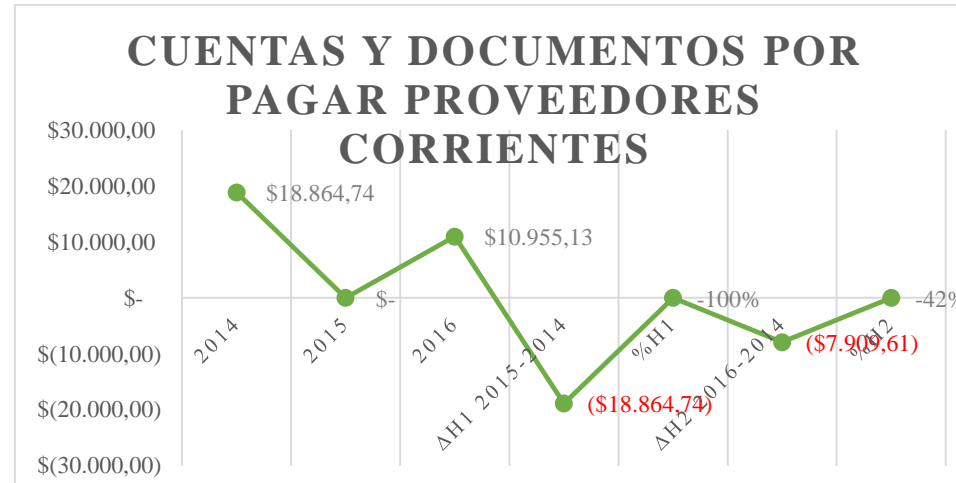 CUENTAS Y DOCUMENTOS POR
PAGAR PROVEEDORES
CORRIENTES
$30.000,00
$20.000,00
$10.000,00
$-
$(10.000,00)
$(20.000,00)
$(30.000,00)
$18.864,74
$-
$10.955,13
($18.864,74)
-100%
($7.909,61)
-42%
2014
2015
2016
ΔH1 2015-2014
%H1
ΔH2 2016-2014
%H2